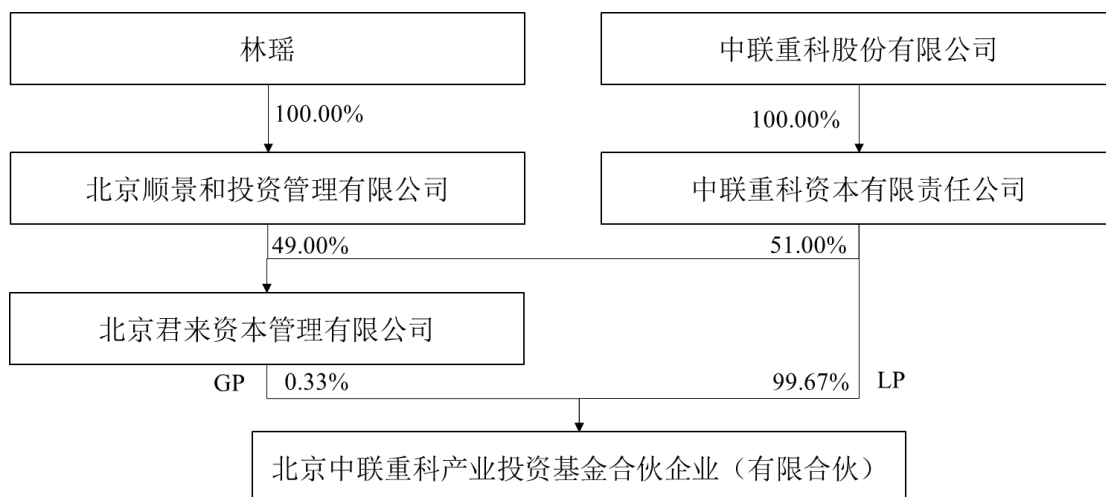 林瑶
中联重科股份有限公司
100.00%
100.00%
北京顺景和投资管理有限公司
中联重科资本有限责任公司
49.00%
51.00%
北京君来资本管理有限公司
GP
0.33%
99.67%
LP
北京中联重科产业投资基金合伙企业（有限合伙）